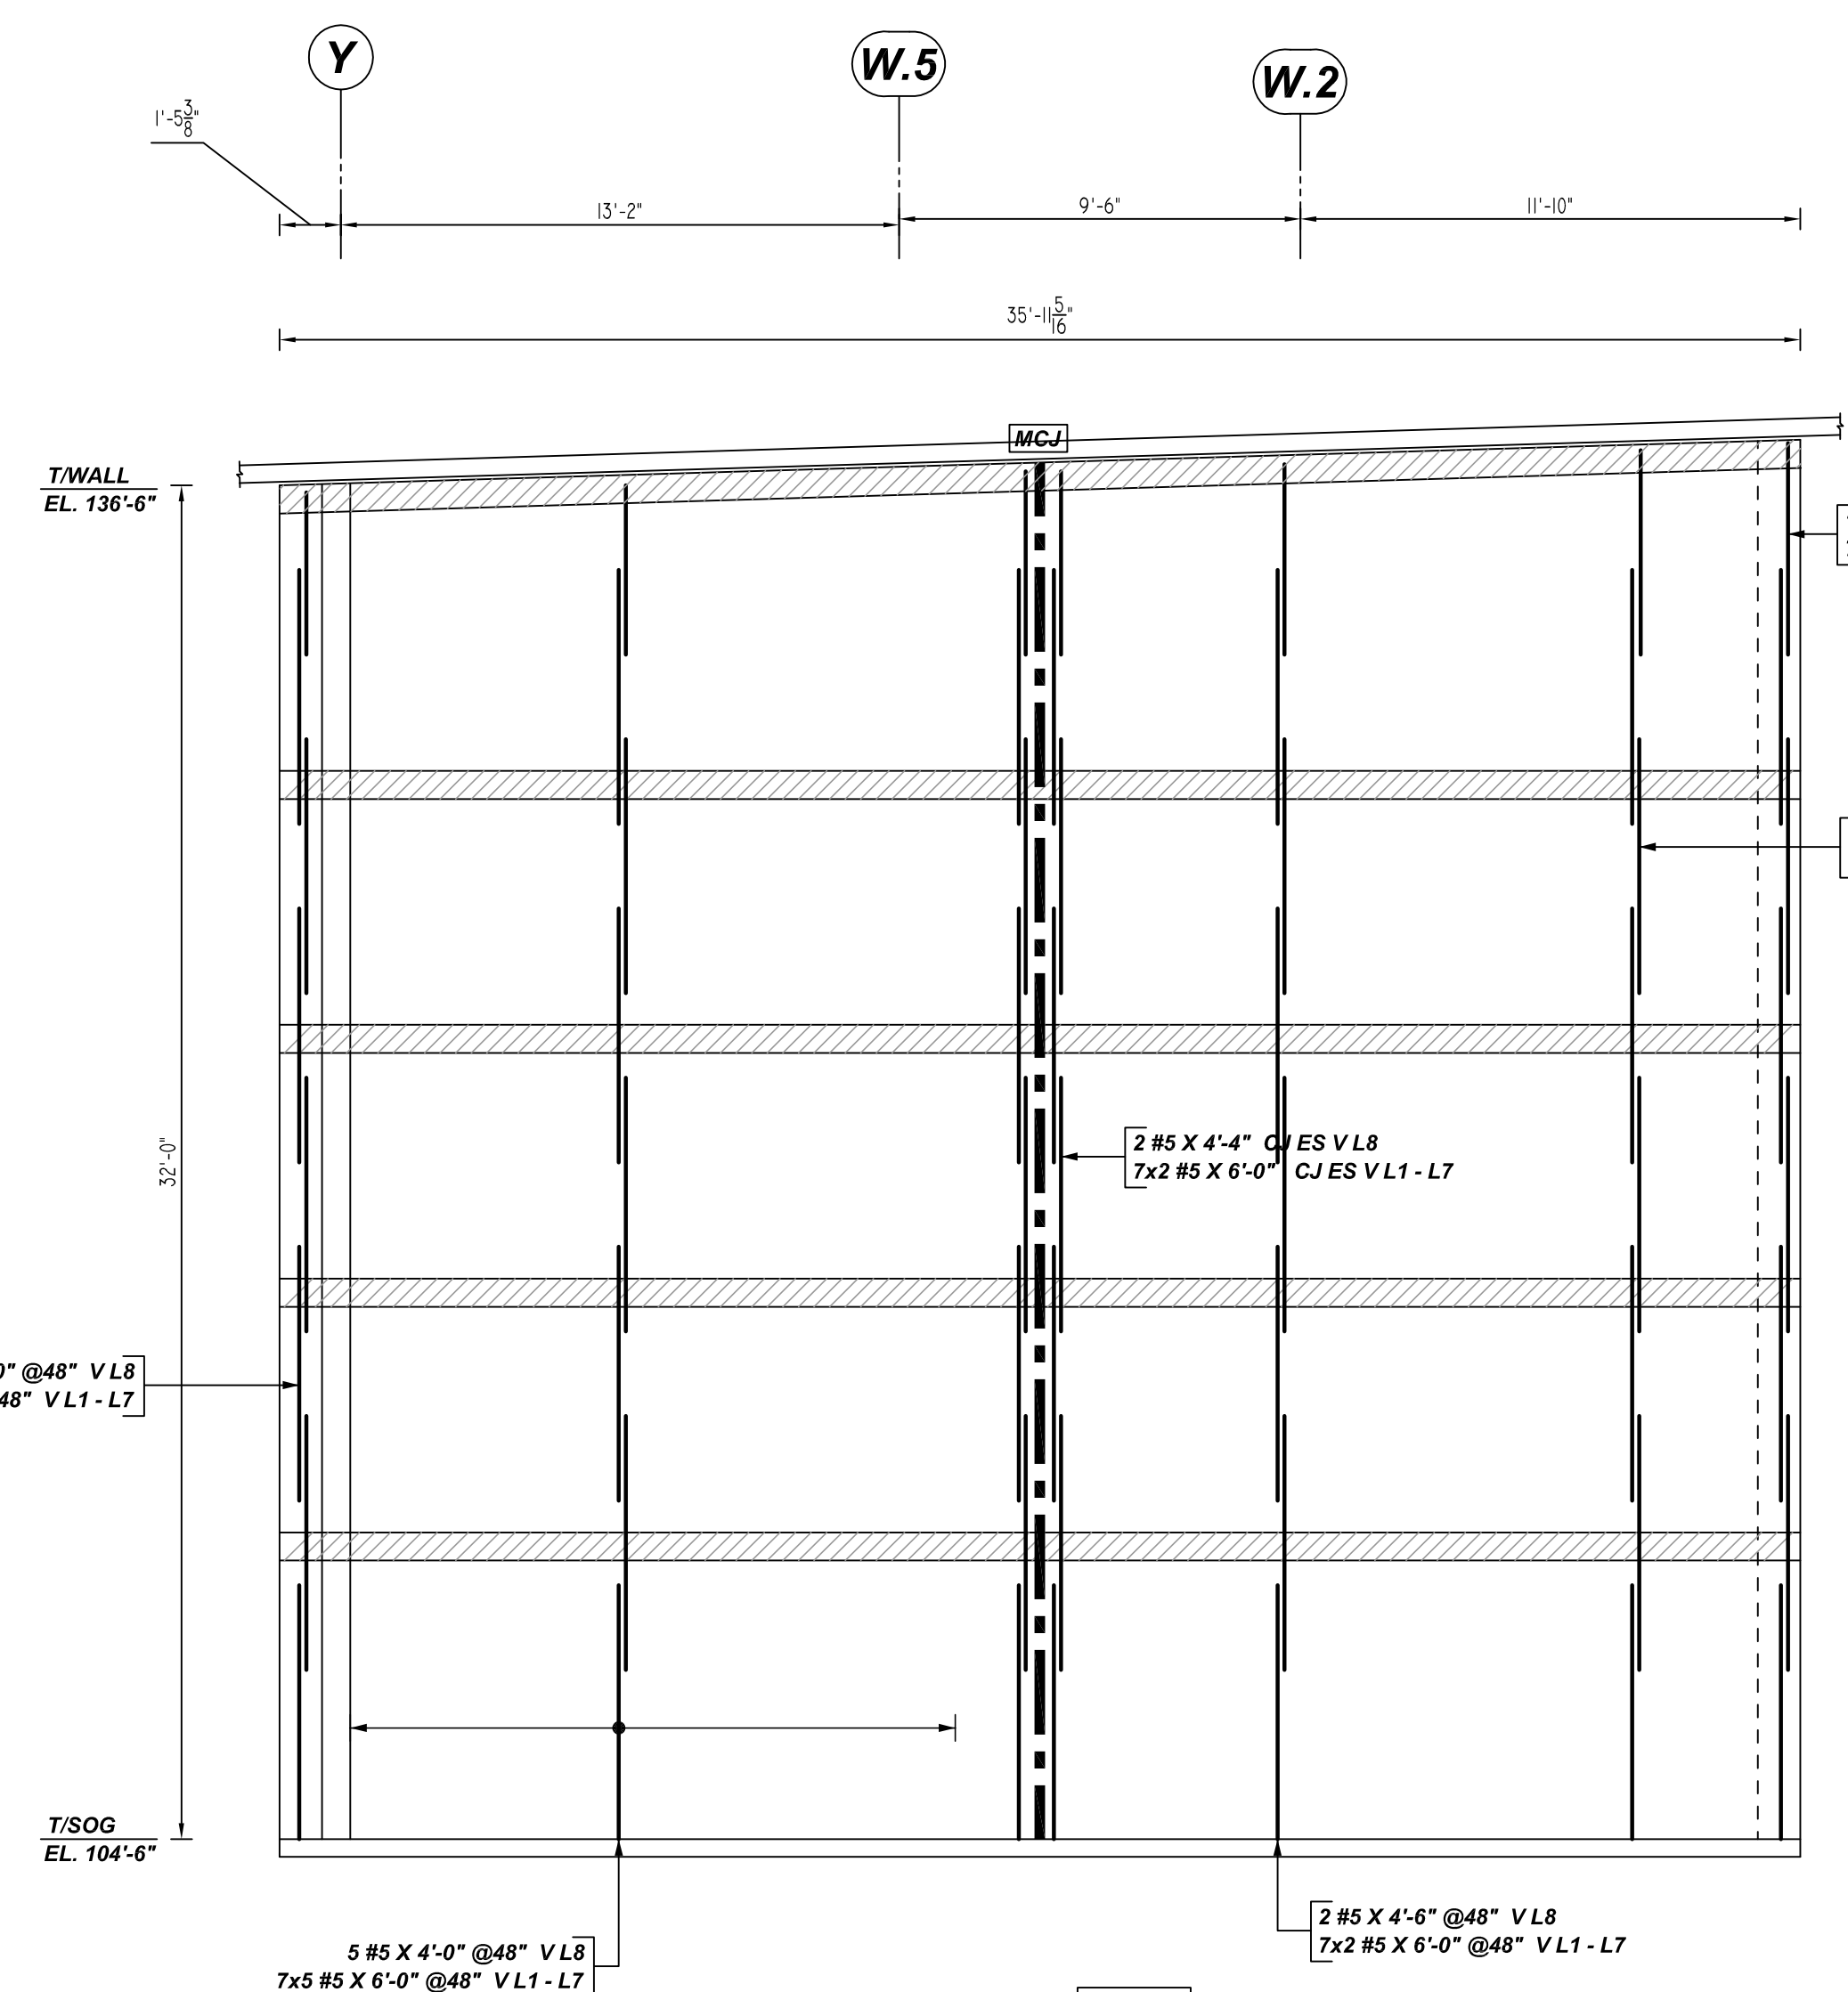 Y
W.5
W.2
1'-5 3/8"
13'-2"
9'-6"
11'-10"
35'-11 5/16"
MCJ
T/WALL
EL. 136'-6"
32'-0"
2 #5 X 4'-4" CJ ES V L8
7x2 #5 X 6'-0" CJ ES V L1 - L7
0" @48" V L8
48" V L1 - L7
T/SOG
EL. 104'-6"
5 #5 X 4'-0" @48" V L8
7x5 #5 X 6'-0" @48" V L1 - L7
2 #5 X 4'-6" @48" V L8
7x2 #5 X 6'-0" @48" V L1 - L7